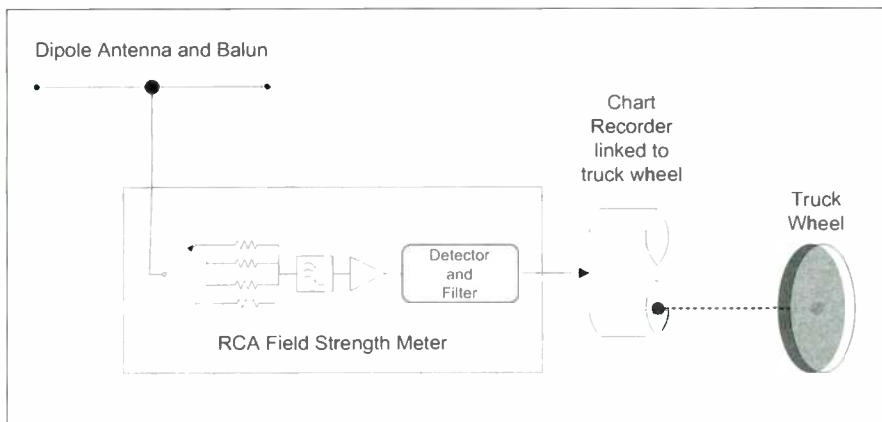 Dipole Antenna and Balun
Chart
Recorder
linked to
truck wheel
Truck
Wheel
Detector
and
Filter
RCA Field Strength Meter